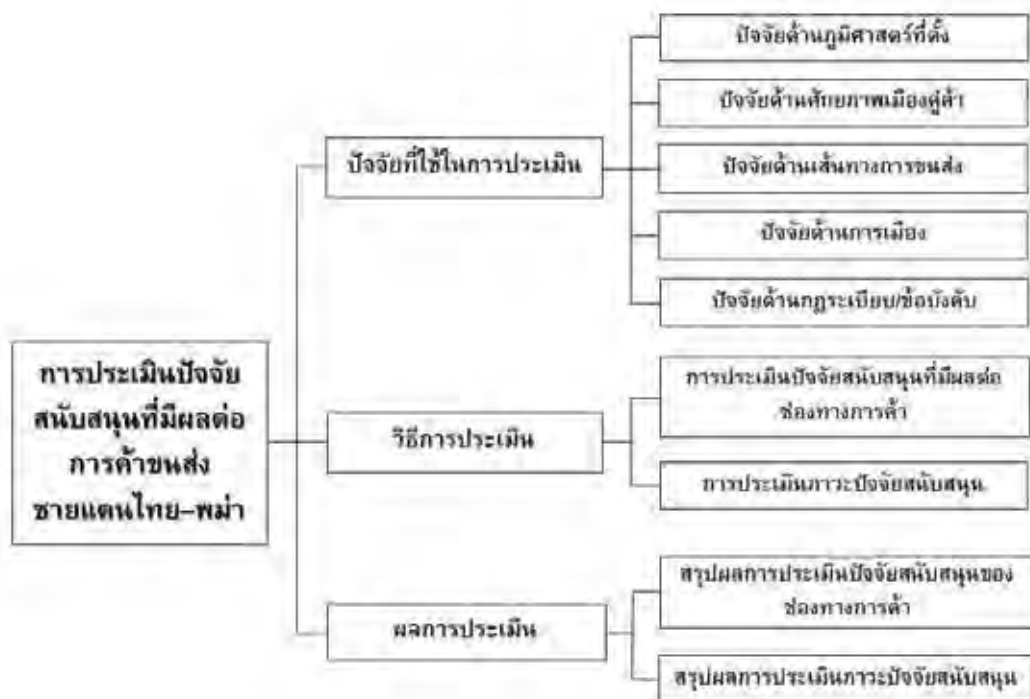 การประเมินปัจจัย
สนับสนุนที่มีผลต่อ
การค้าขนส่ง
ชายแดนไทย–พม่า
ปัจจัยที่ใช้ในการประเมิน
ปัจจัยด้านภูมิศาสตร์ที่ตั้ง
ปัจจัยด้านศักยภาพเมืองคู่ค้า
ปัจจัยด้านเส้นทางการขนส่ง
ปัจจัยด้านการเมือง
ปัจจัยด้านกฎระเบียบ/ข้อบังคับ
วิธีการประเมิน
การประเมินปัจจัยสนับสนุนที่มีผลต่อ
ช่องทางการค้า
การประเมินภาวะปัจจัยสนับสนุน
ผลการประเมิน
สรุปผลการประเมินปัจจัยสนับสนุนของ
ช่องทางการค้า
สรุปผลการประเมินภาวะปัจจัยสนับสนุน